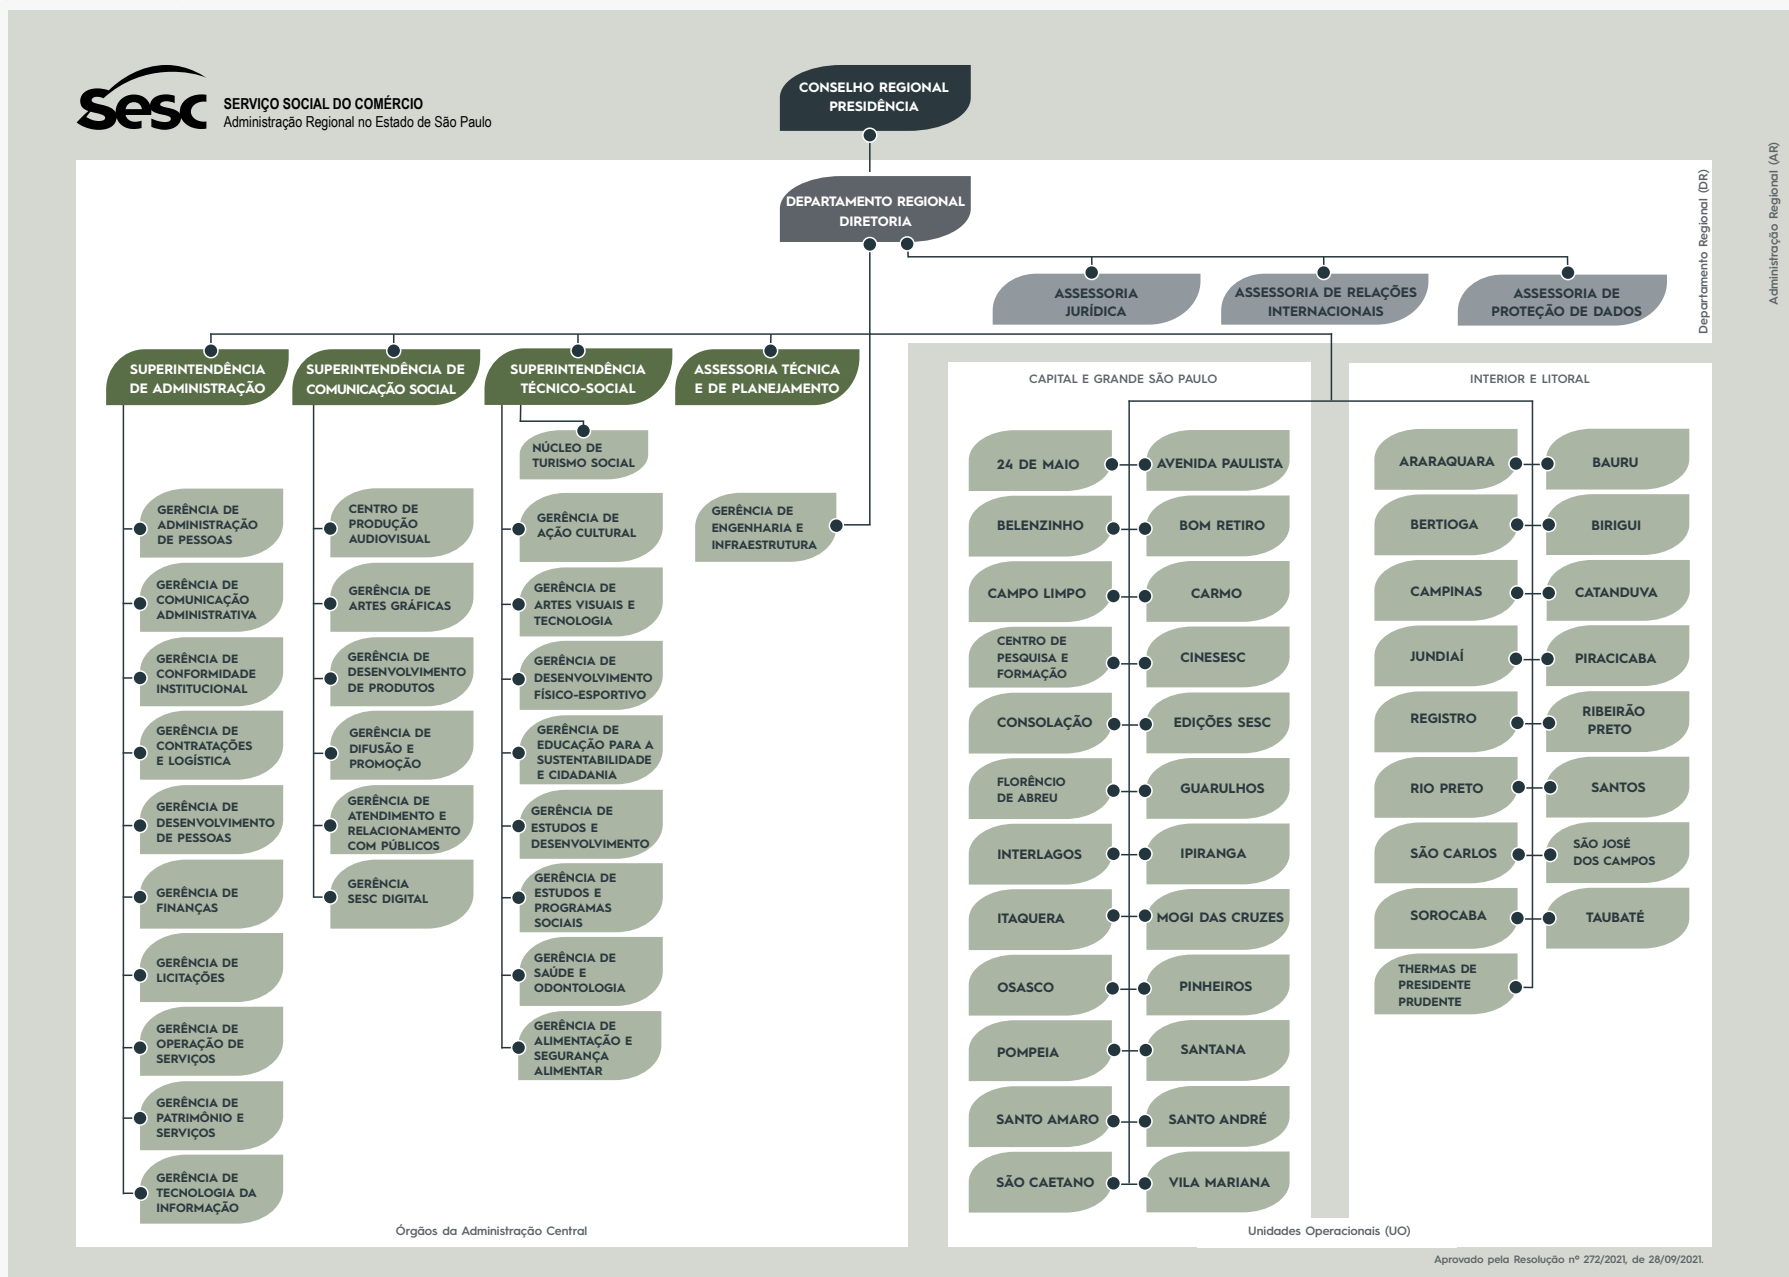 Sesc
SERVIÇO SOCIAL DO COMÉRCIO
Administração Regional no Estado de São Paulo
CONSELHO REGIONAL
PRESIDÊNCIA
DEPARTAMENTO REGIONAL
DIRETORIA
ASSESSORIA
JURÍDICA
ASSESSORIA DE RELAÇÕES
INTERNACIONAIS
ASSESSORIA DE
PROTEÇÃO DE DADOS
Departamento Regional (DR)
Administração Regional (AR)
SUPERINTENDÊNCIA
DE ADMINISTRAÇÃO
SUPERINTENDÊNCIA DE
COMUNICAÇÃO SOCIAL
SUPERINTENDÊNCIA
TÉCNICO-SOCIAL
ASSESSORIA TÉCNICA
E DE PLANEJAMENTO
GERÊNCIA DE
ADMINISTRAÇÃO
DE PESSOAS
GERÊNCIA DE
COMUNICAÇÃO
ADMINISTRATIVA
GERÊNCIA DE
CONFORMIDADE
INSTITUCIONAL
GERÊNCIA DE
CONTRATAÇÕES
E LOGÍSTICA
GERÊNCIA DE
DESENVOLVIMENTO
DE PESSOAS
GERÊNCIA DE
FINANÇAS
GERÊNCIA DE
LICITAÇÕES
GERÊNCIA DE
OPERAÇÃO DE
SERVIÇOS
GERÊNCIA DE
PATRIMÔNIO E
SERVIÇOS
GERÊNCIA DE
TECNOLOGIA DA
INFORMAÇÃO
CENTRO DE
PRODUÇÃO
AUDIOVISUAL
GERÊNCIA DE
ARTES GRÁFICAS
GERÊNCIA DE
DESENVOLVIMENTO
DE PRODUTOS
GERÊNCIA DE
DIFUSÃO E
PROMOÇÃO
GERÊNCIA DE
ATENDIMENTO E
RELACIONAMENTO
COM PÚBLICOS
GERÊNCIA
SESC DIGITAL
NÚCLEO DE
TURISMO SOCIAL
GERÊNCIA DE
AÇÃO CULTURAL
GERÊNCIA DE
ARTES VISUAIS E
TECNOLOGIA
GERÊNCIA DE
DESENVOLVIMENTO
FÍSICO-ESPORTIVO
GERÊNCIA DE
EDUCAÇÃO PARA A
SUSTENTABILIDADE
E CIDADANIA
GERÊNCIA DE
ESTUDOS E
DESENVOLVIMENTO
GERÊNCIA DE
ESTUDOS E
PROGRAMAS
SOCIAIS
GERÊNCIA DE
SAÚDE E
ODONTOLOGIA
GERÊNCIA DE
ALIMENTAÇÃO E
SEGURANÇA
ALIMENTAR
GERÊNCIA DE
ENGENHARIA E
INFRAESTRUTURA
Órgãos da Administração Central
CAPITAL E GRANDE SÃO PAULO
24 DE MAIO
AVENIDA PAULISTA
BELENZINHO
BOM RETIRO
CAMPO LIMPO
CARMO
CENTRO DE
PESQUISA E
FORMAÇÃO
CINESESC
CONSOLAÇÃO
EDIÇÕES SESC
FLORÊNCIO
DE ABREU
GUARULHOS
INTERLAGOS
IPIRANGA
ITAQUERA
MOGI DAS CRUZES
OSASCO
PINHEIROS
POMPEIA
SANTANA
SANTO AMARO
SANTO ANDRÉ
SÃO CAETANO
VILA MARIANA
INTERIOR E LITORAL
ARARAQUARA
BAURU
BERTIOGA
BIRIGUI
CAMPINAS
CATANDUVA
JUNDIAÍ
PIRACICABA
REGISTRO
RIBEIRÃO
PRETO
RIO PRETO
SANTOS
SÃO CARLOS
SÃO JOSÉ
DOS CAMPOS
SOROCABA
TAUBATÉ
THERMAS DE
PRESIDENTE
PRUDENTE
Unidades Operacionais (UO)
Aprovado pela Resolução nº 272/2021, de 28/09/2021.